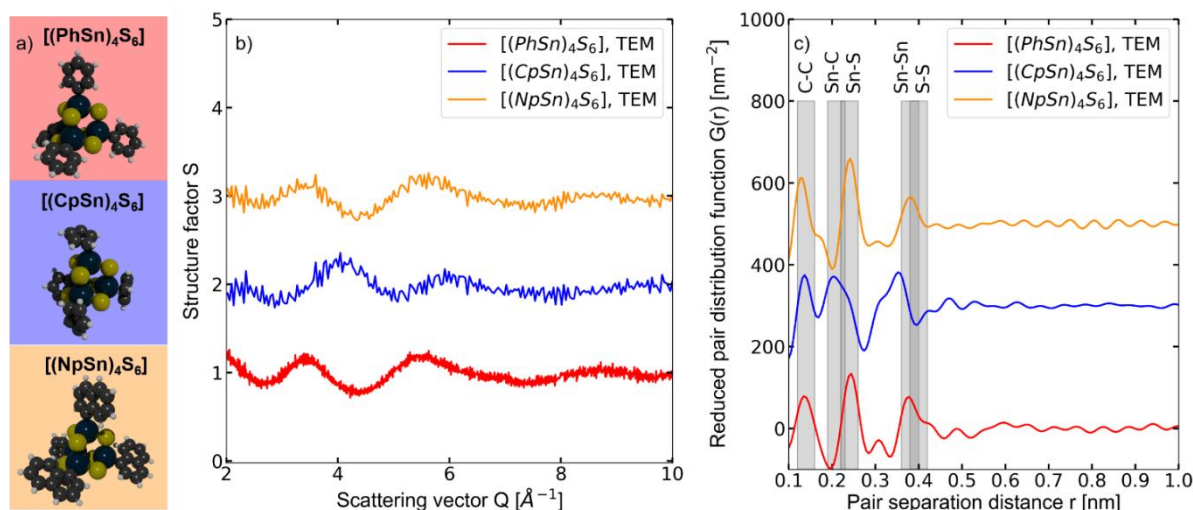 a)
[(PhSn)₄S₆]
[(CpSn)₄S₆]
[(NpSn)₄S₆]
b)
[(PhSn)₄S₆], TEM
[(CpSn)₄S₆], TEM
[(NpSn)₄S₆], TEM
Structure factor S
5
4
3
2
1
0
2 4 6 8 10
Scattering vector Q [Å⁻¹]
c)
C-C
Sn-C
Sn-S
Sn-Sn
S-S
[(PhSn)₄S₆], TEM
[(CpSn)₄S₆], TEM
[(NpSn)₄S₆], TEM
Reduced pair distribution function G(r) [nm⁻²]
1000
800
600
400
200
0
0.1 0.2 0.3 0.4 0.5 0.6 0.7 0.8 0.9 1.0
Pair separation distance r [nm]